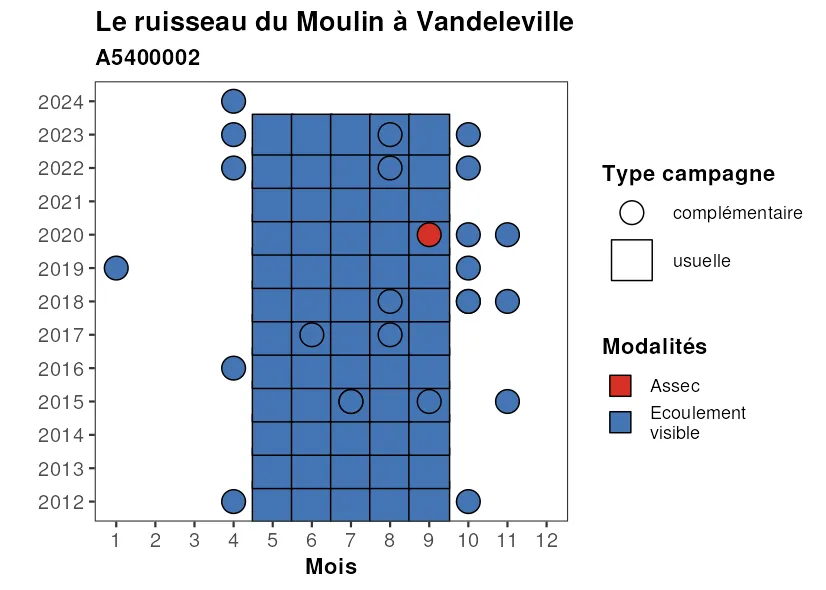 Le ruisseau du Moulin à Vandeleville
A5400002
2024
2023
2022
2021
2020
2019
2018
2017
2016
2015
2014
2013
2012
1 2 3 4 5 6 7 8 9 10 11 12
Mois
Type campagne
complémentaire
usuelle
Modalités
Assec
Ecoulement
visible